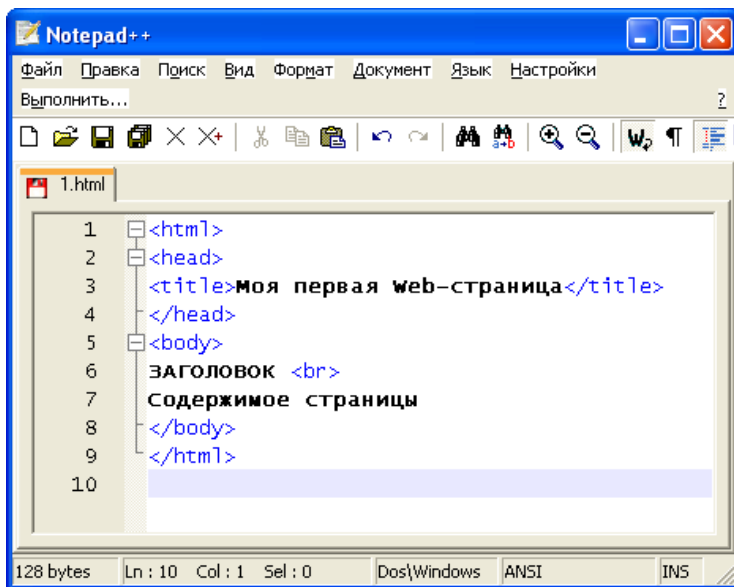 Notepad++
Файл Правка Поиск Вид Формат Документ Язык Настройки
Выполнить... ?
1.html
1 <html>
2 <head>
3 <title>Моя первая Web-страница</title>
4 </head>
5 <body>
6 ЗАГОЛОВОК <br>
7 Содержимое страницы
8 </body>
9 </html>
10
128 bytes Ln : 10 Col : 1 Sel : 0 Dos\Windows ANSI INS